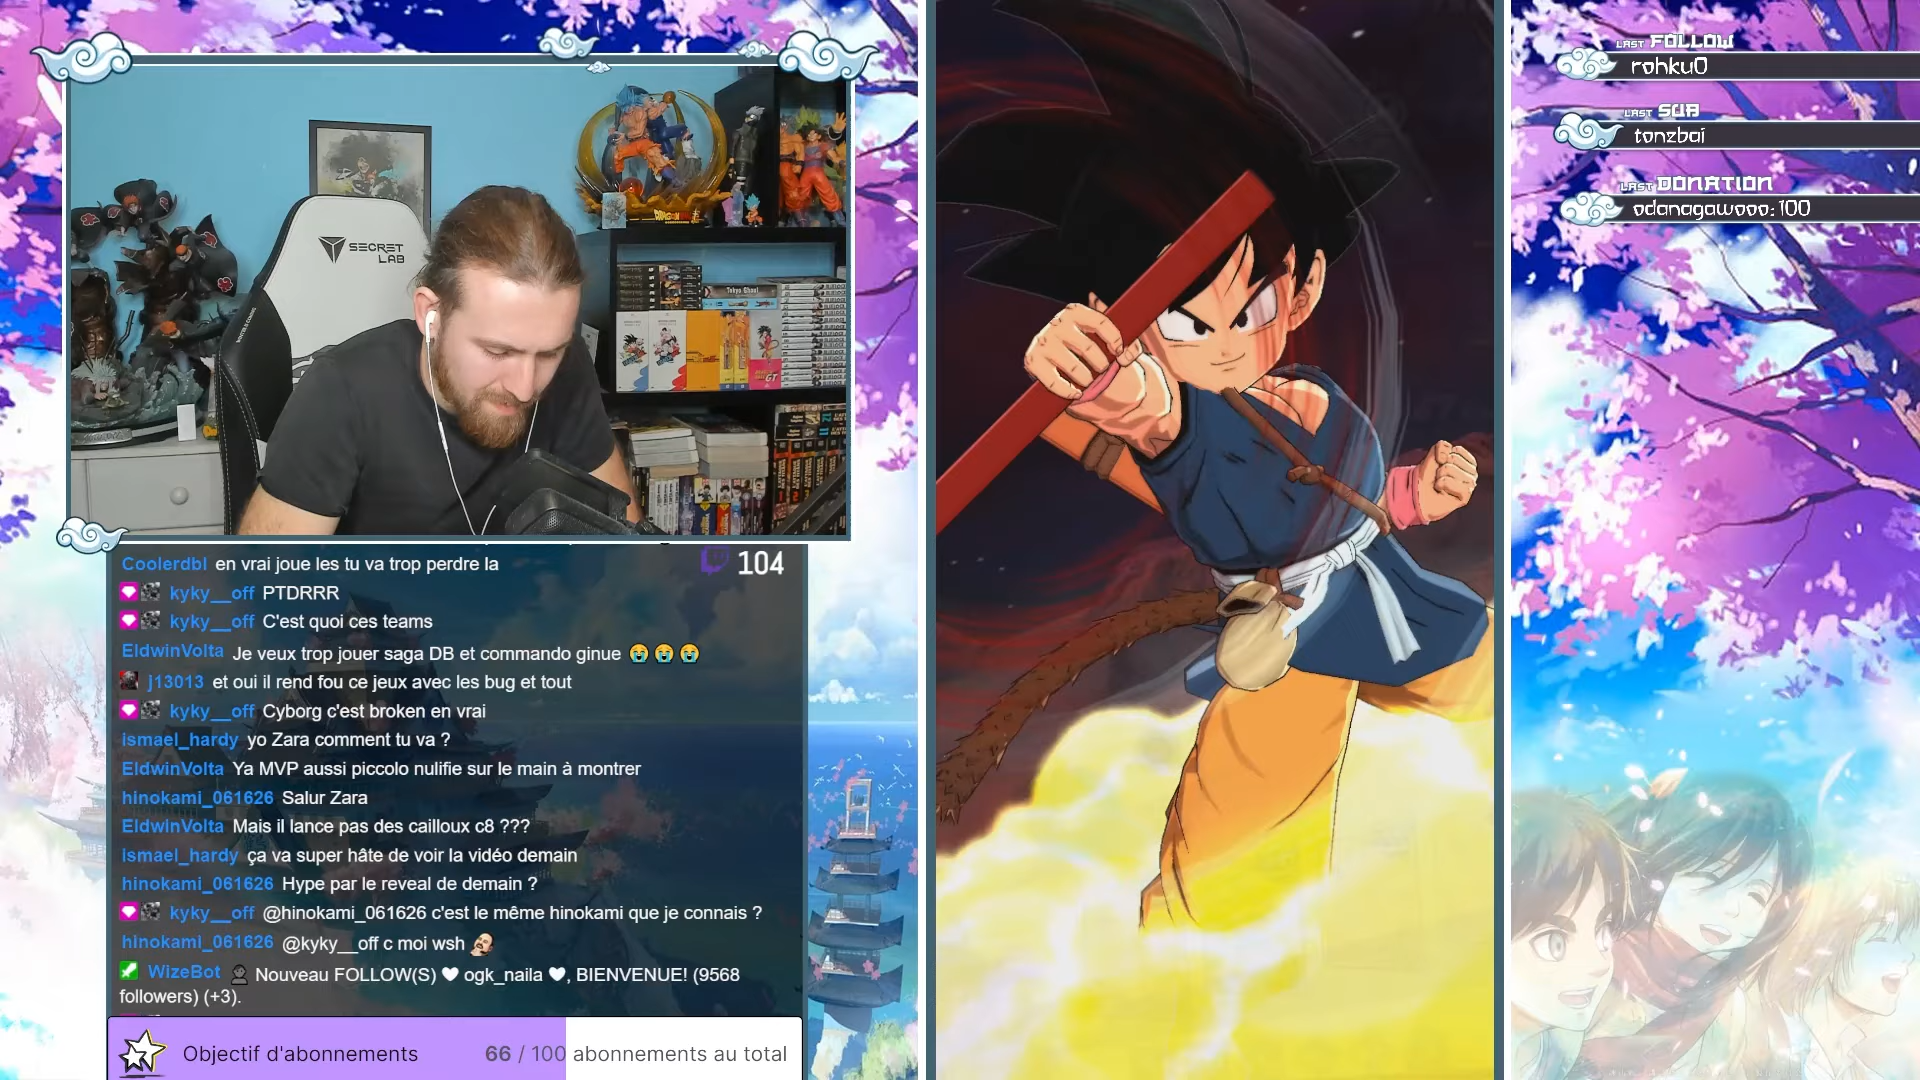 SECRET
LAB
Tokyo Ghoul
GT
104
Coolerdbl en vrai joue les tu va trop perdre la
kyky__off PTDRRR
kyky__off C'est quoi ces teams
EldwinVolta Je veux trop jouer saga DB et commando ginue 😭 😭 😭
j13013 et oui il rend fou ce jeux avec les bug et tout
kyky__off Cyborg c'est broken en vrai
ismael_hardy yo Zara comment tu va ?
EldwinVolta Ya MVP aussi piccolo nulifie sur le main à montrer
hinokami_061626 Salur Zara
EldwinVolta Mais il lance pas des cailloux c8 ???
ismael_hardy ça va super hâte de voir la vidéo demain
hinokami_061626 Hype par le reveal de demain ?
kyky__off @hinokami_061626 c'est le même hinokami que je connais ?
hinokami_061626 @kyky__off c moi wsh
WizeBot Nouveau FOLLOW(S) ♥ ogk_naila ♥, BIENVENUE! (9568
followers) (+3).
Objectif d'abonnements 66 / 100 abonnements au total
LAST FOLLOW
rohku0
LAST SUB
tonzbai
LAST DONATION
odanagawooo: 100